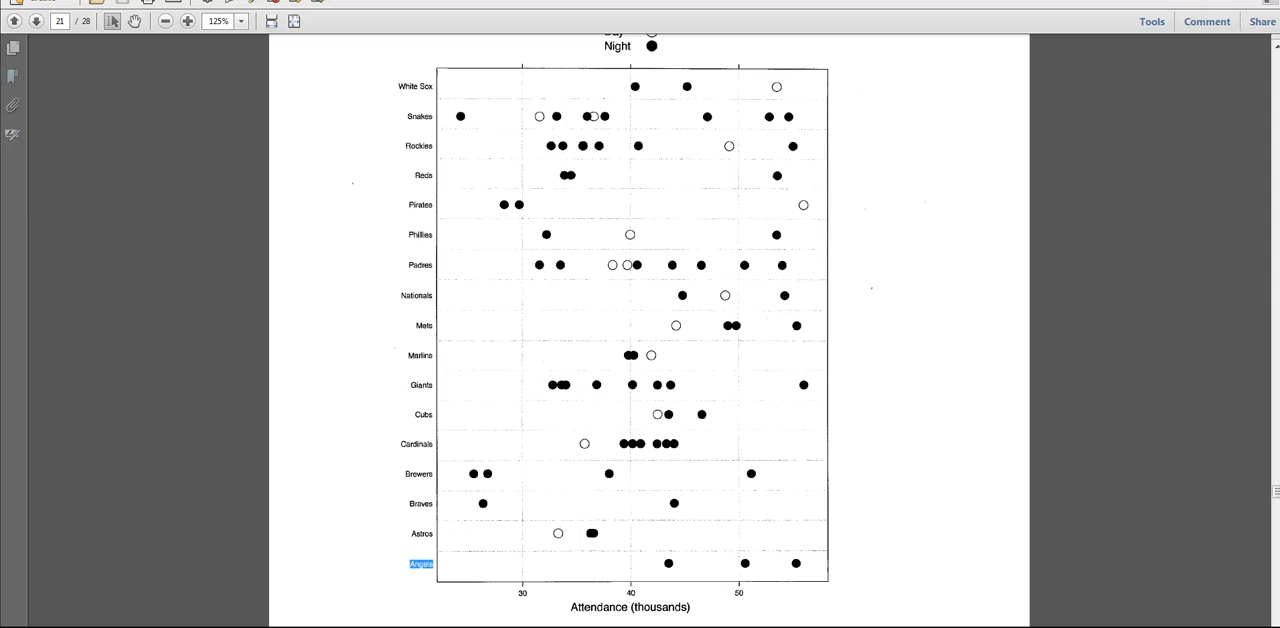 21 / 28
125%
Tools
Comment
Share
Night
White Sox
Snakes
Rockies
Reds
Pirates
Phillies
Padres
Nationals
Mets
Marlins
Giants
Cubs
Cardinals
Brewers
Braves
Astros
Angels
30 40 50
Attendance (thousands)